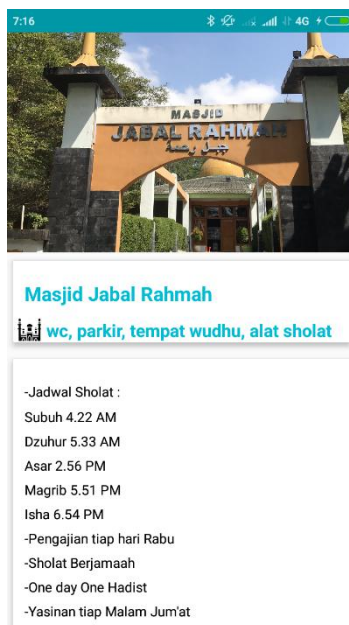 7:16
4G
MASJID
JABAL RAHMAH
جبل رحمة
Masjid Jabal Rahmah
wc, parkir, tempat wudhu, alat sholat
-Jadwal Sholat :
Subuh 4.22 AM
Dzuhur 5.33 AM
Asar 2.56 PM
Magrib 5.51 PM
Isha 6.54 PM
-Pengajian tiap hari Rabu
-Sholat Berjamaah
-One day One Hadist
-Yasinan tiap Malam Jum'at